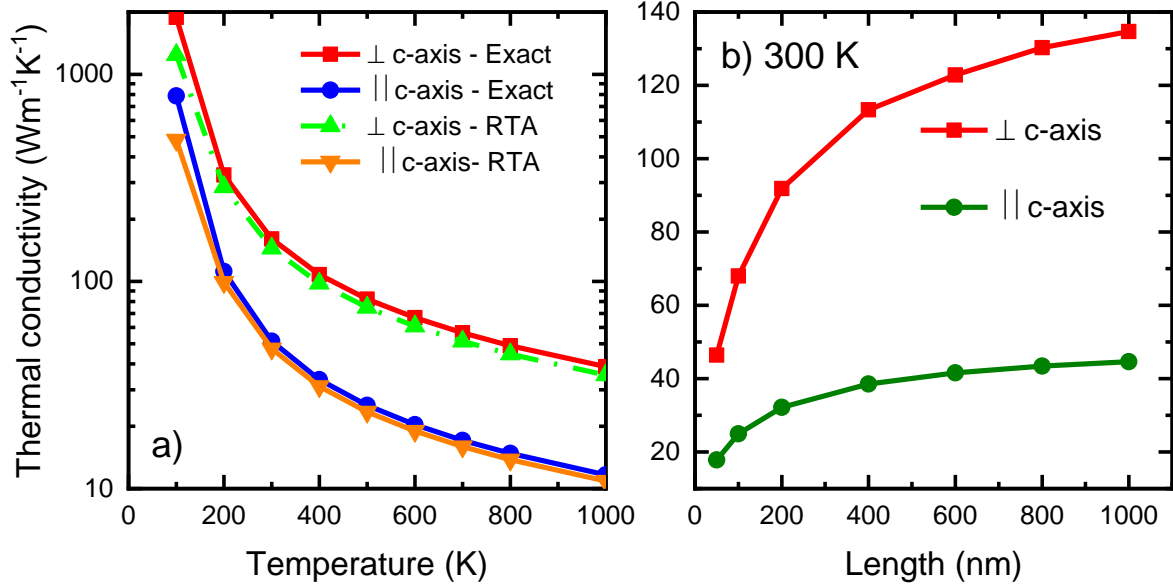 Thermal conductivity (Wm⁻¹K⁻¹)
1000
100
10
⊥ c-axis - Exact
|| c-axis - Exact
⊥ c-axis - RTA
|| c-axis- RTA
a)
0 200 400 600 800 1000
Temperature (K)
140
120
100
80
60
40
20
b) 300 K
⊥ c-axis
|| c-axis
0 200 400 600 800 1000
Length (nm)